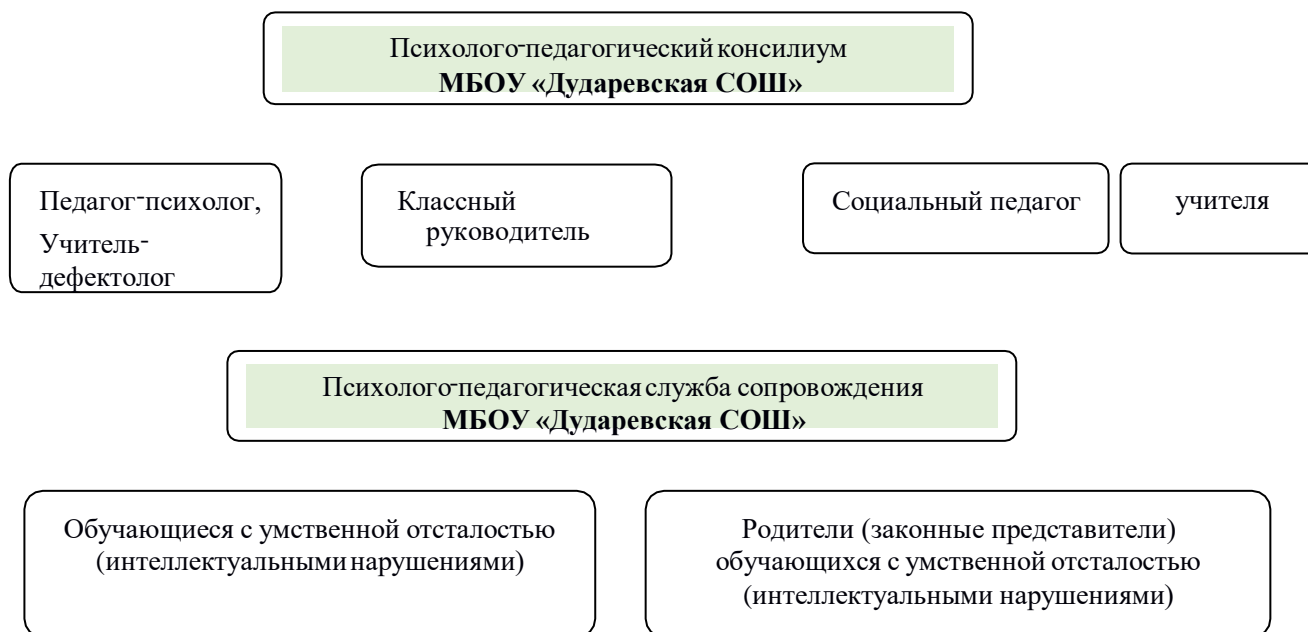 Психолого-педагогический консилиум
МБОУ «Дударевская СОШ»
Педагог-психолог,
Учитель-
дефектолог
Классный
руководитель
Социальный педагог
учителя
Психолого-педагогическая служба сопровождения
МБОУ «Дударевская СОШ»
Обучающиеся с умственной отсталостью
(интеллектуальными нарушениями)
Родители (законные представители)
обучающихся с умственной отсталостью
(интеллектуальными нарушениями)